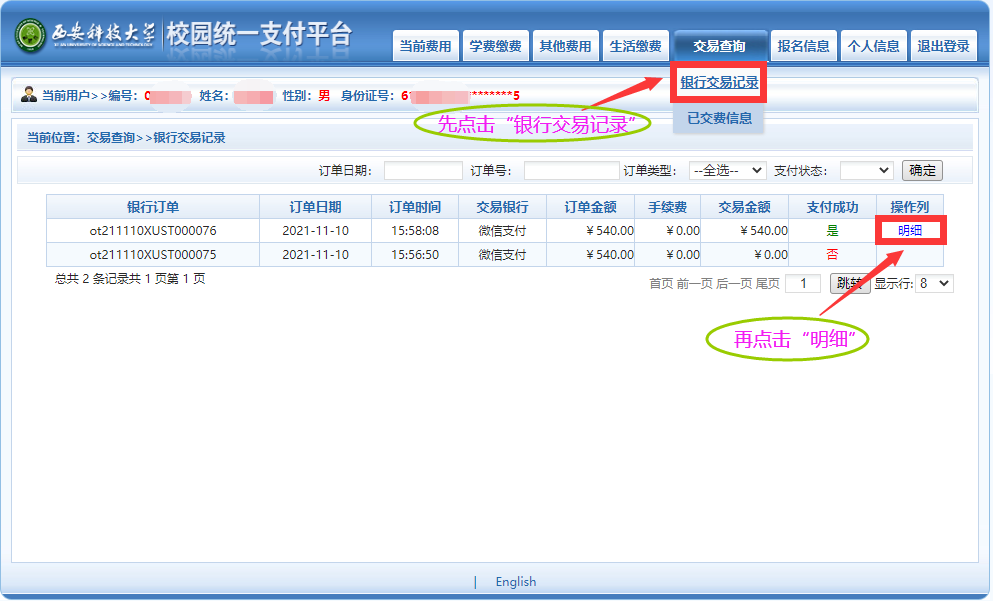 西安科技大学
XI'AN UNIVERSITY OF SCIENCE AND TECHNOLOGY
校园统一支付平台
当前费用 学费缴费 其他费用 生活缴费 交易查询 报名信息 个人信息 退出登录
银行交易记录
已交费信息
当前用户>>编号: 姓名: 性别: 男 身份证号: 6 *******5
先点击“银行交易记录”
当前位置: 交易查询>>银行交易记录
订单日期: 订单号: 订单类型: --全选-- 支付状态: 确定
银行订单 订单日期 订单时间 交易银行 订单金额 手续费 交易金额 支付成功 操作列
ot211110XUST000076 2021-11-10 15:58:08 微信支付 ￥540.00 ￥0.00 ￥540.00 是 明细
ot211110XUST000075 2021-11-10 15:56:50 微信支付 ￥540.00 ￥0.00 ￥0.00 否
总共 2 条记录共 1 页第 1 页
首页 前一页 后一页 尾页 1 跳转 显示行: 8
再点击“明细”
| English